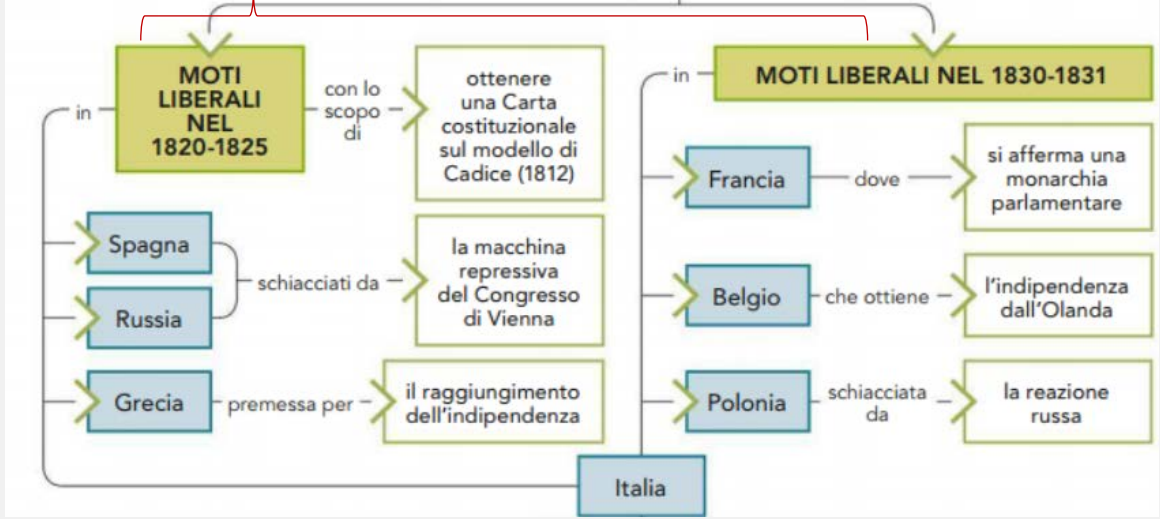 MOTI
LIBERALI
NEL
1820-1825
in
con lo
scopo
di
ottenere
una Carta
costituzionale
sul modello di
Cadice (1812)
Spagna
Russia
schiacciati da
la macchina
repressiva
del Congresso
di Vienna
Grecia
premessa per
il raggiungimento
dell'indipendenza
MOTI LIBERALI NEL 1830-1831
in
Francia
dove
si afferma una
monarchia
parlamentare
Belgio
che ottiene
l'indipendenza
dall'Olanda
Polonia
schiacciata
da
la reazione
russa
Italia